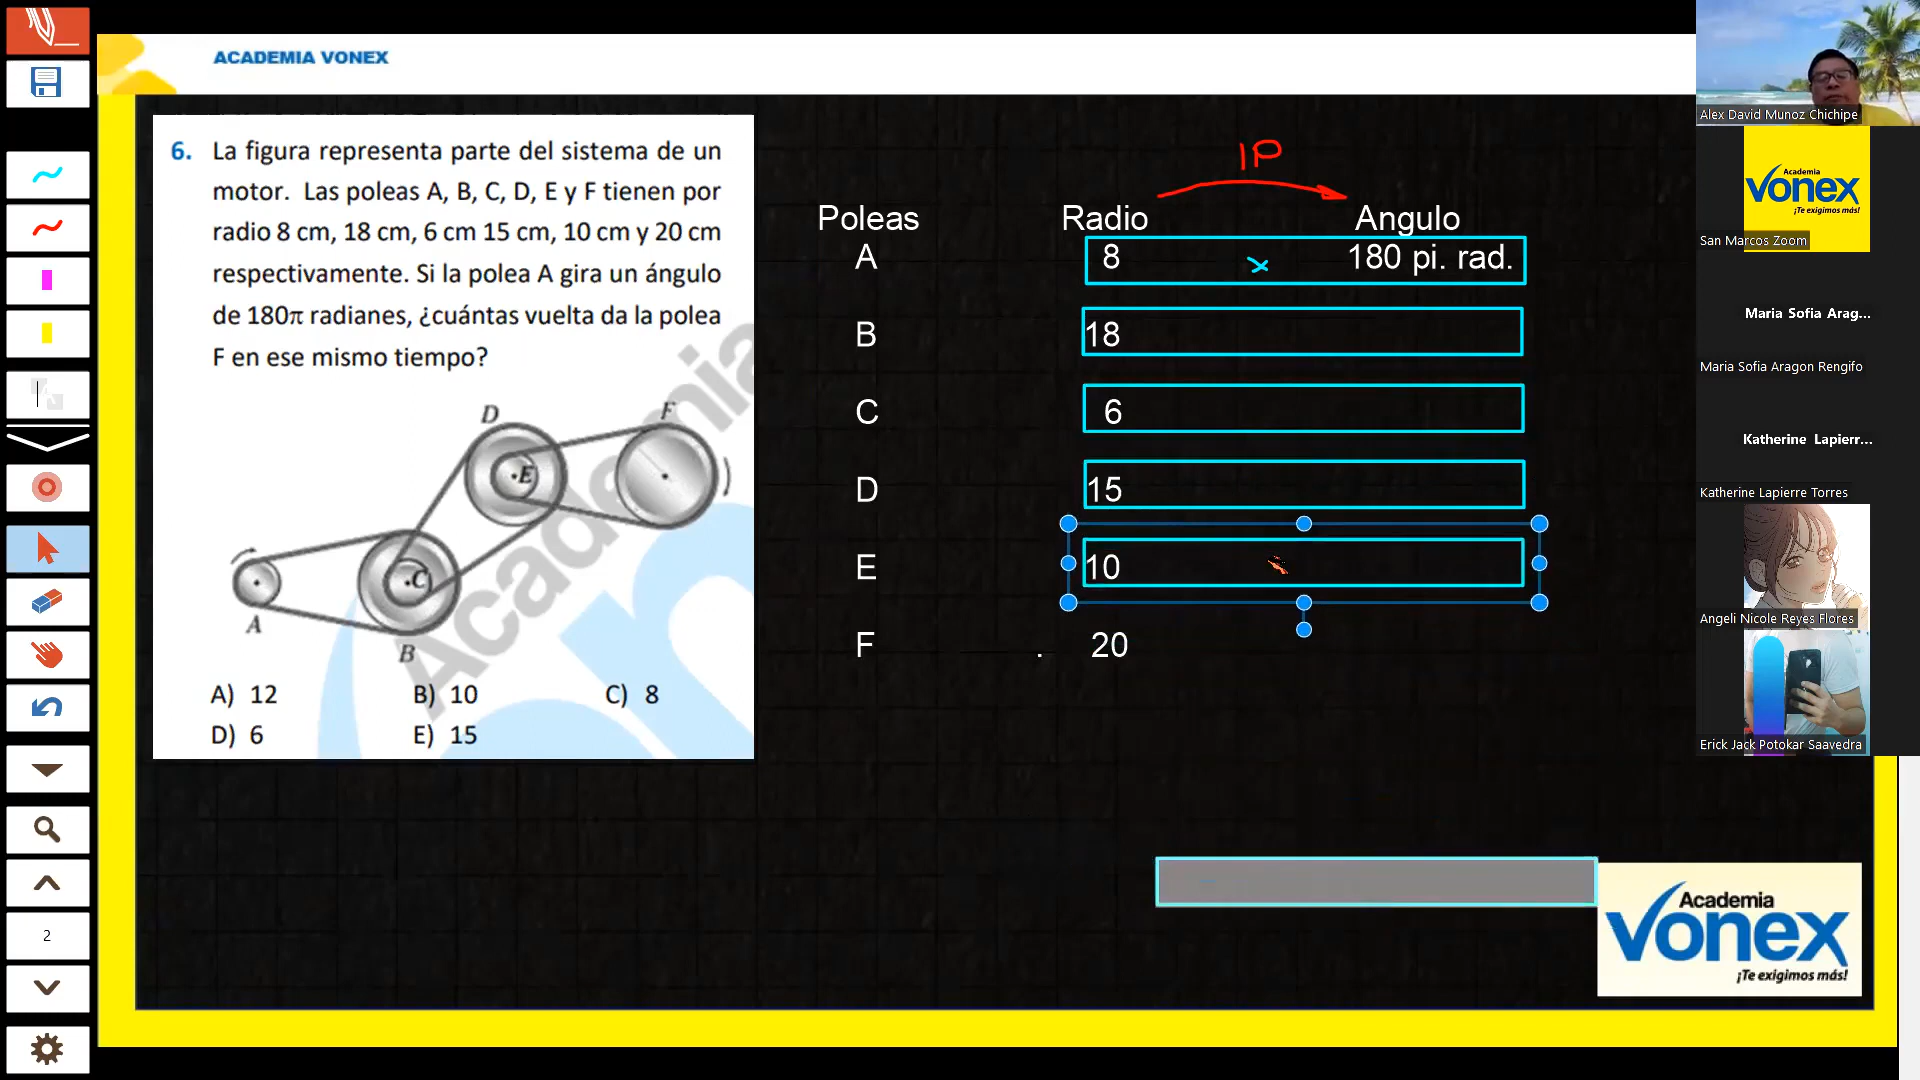 ACADEMIA VONEX
6. La figura representa parte del sistema de un
motor. Las poleas A, B, C, D, E y F tienen por
radio 8 cm, 18 cm, 6 cm 15 cm, 10 cm y 20 cm
respectivamente. Si la polea A gira un ángulo
de 180π radianes, ¿cuántas vuelta da la polea
F en ese mismo tiempo?
D
F
E
C
A
B
Academia
A) 12 B) 10 C) 8
D) 6 E) 15
IP
Poleas Radio Angulo
A 8 x 180 pi. rad.
B 18
C 6
D 15
E 10
F . 20
Academia
vonex
¡Te exigimos más!
2
Alex David Munoz Chichipe
Academia
vonex
¡Te exigimos más!
San Marcos Zoom
Maria Sofia Arag...
Maria Sofia Aragon Rengifo
Katherine Lapierr...
Katherine Lapierre Torres
Angeli Nicole Reyes Flores
Erick Jack Potokar Saavedra